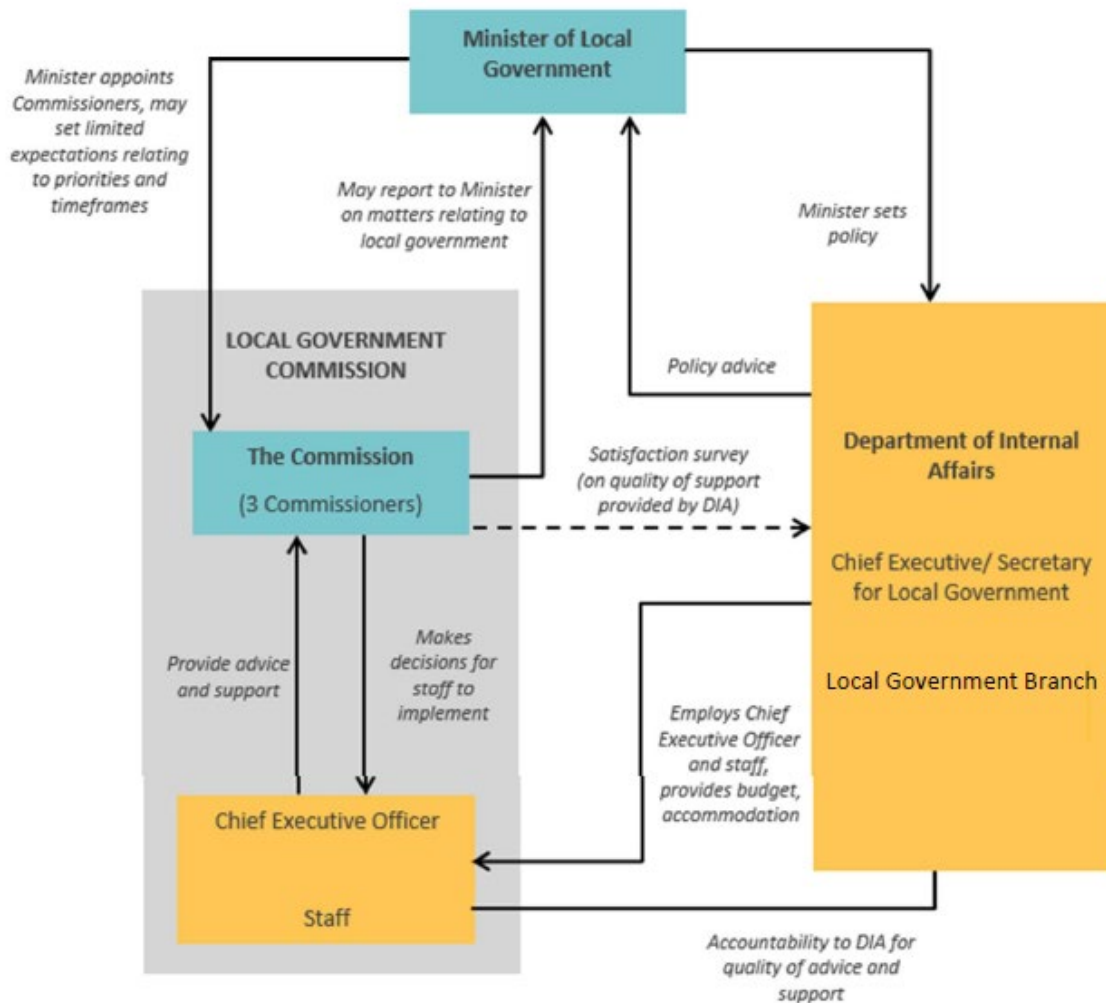 Minister of Local
Government
Minister appoints
Commissioners, may
set limited
expectations relating
to priorities and
timeframes
May report to Minister
on matters relating to
local government
Minister sets
policy
LOCAL GOVERNMENT
COMMISSION
Policy advice
The Commission
(3 Commissioners)
Satisfaction survey
(on quality of support
provided by DIA)
Department of Internal
Affairs
Chief Executive/ Secretary
for Local Government
Local Government Branch
Provide advice
and support
Makes
decisions for
staff to
implement
Employs Chief
Executive Officer
and staff,
provides budget,
accommodation
Chief Executive Officer
Staff
Accountability to DIA for
quality of advice and
support